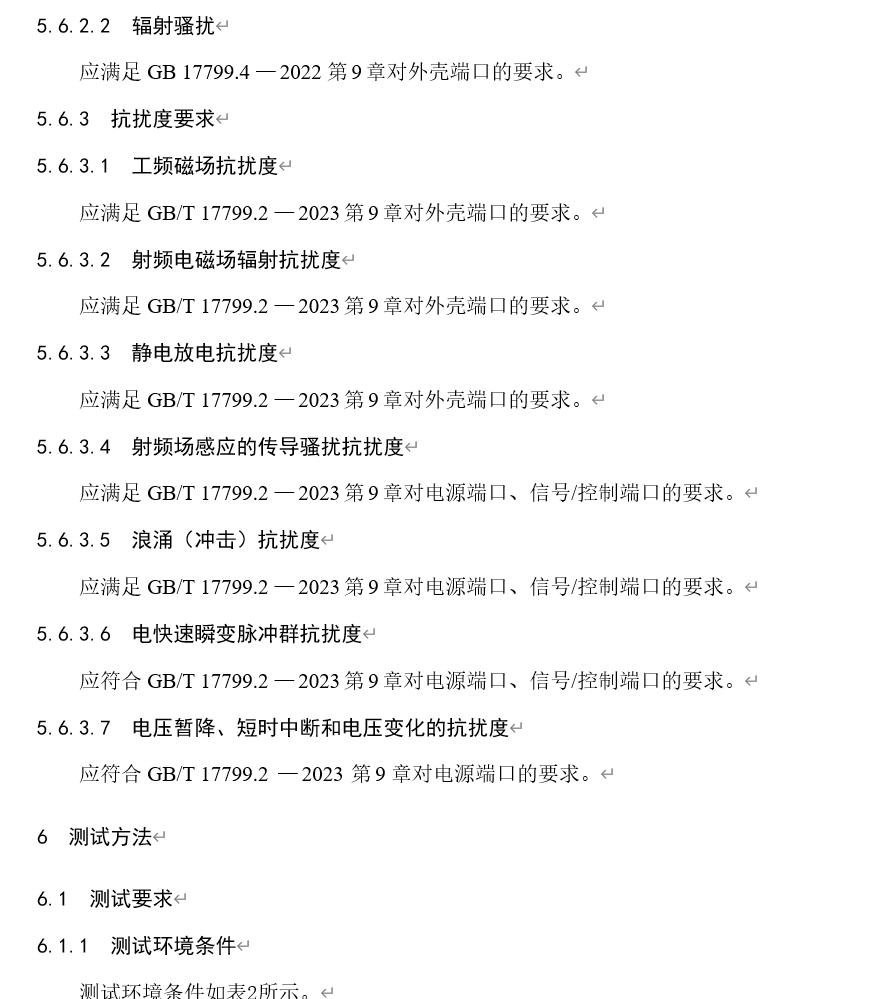 5.6.2.2 辐射骚扰↵
应满足 GB 17799.4 — 2022 第 9 章对外壳端口的要求。↵
5.6.3 抗扰度要求↵
5.6.3.1 工频磁场抗扰度↵
应满足 GB/T 17799.2 — 2023 第 9 章对外壳端口的要求。↵
5.6.3.2 射频电磁场辐射抗扰度↵
应满足 GB/T 17799.2 — 2023 第 9 章对外壳端口的要求。↵
5.6.3.3 静电放电抗扰度↵
应满足 GB/T 17799.2 — 2023 第 9 章对外壳端口的要求。↵
5.6.3.4 射频场感应的传导骚扰抗扰度↵
应满足 GB/T 17799.2 — 2023 第 9 章对电源端口、信号/控制端口的要求。↵
5.6.3.5 浪涌（冲击）抗扰度↵
应满足 GB/T 17799.2 — 2023 第 9 章对电源端口、信号/控制端口的要求。↵
5.6.3.6 电快速瞬变脉冲群抗扰度↵
应符合 GB/T 17799.2 — 2023 第 9 章对电源端口、信号/控制端口的要求。↵
5.6.3.7 电压暂降、短时中断和电压变化的抗扰度↵
应符合 GB/T 17799.2 — 2023 第 9 章对电源端口的要求。↵
6 测试方法↵
6.1 测试要求↵
6.1.1 测试环境条件↵
测试环境条件如表2所示。↵